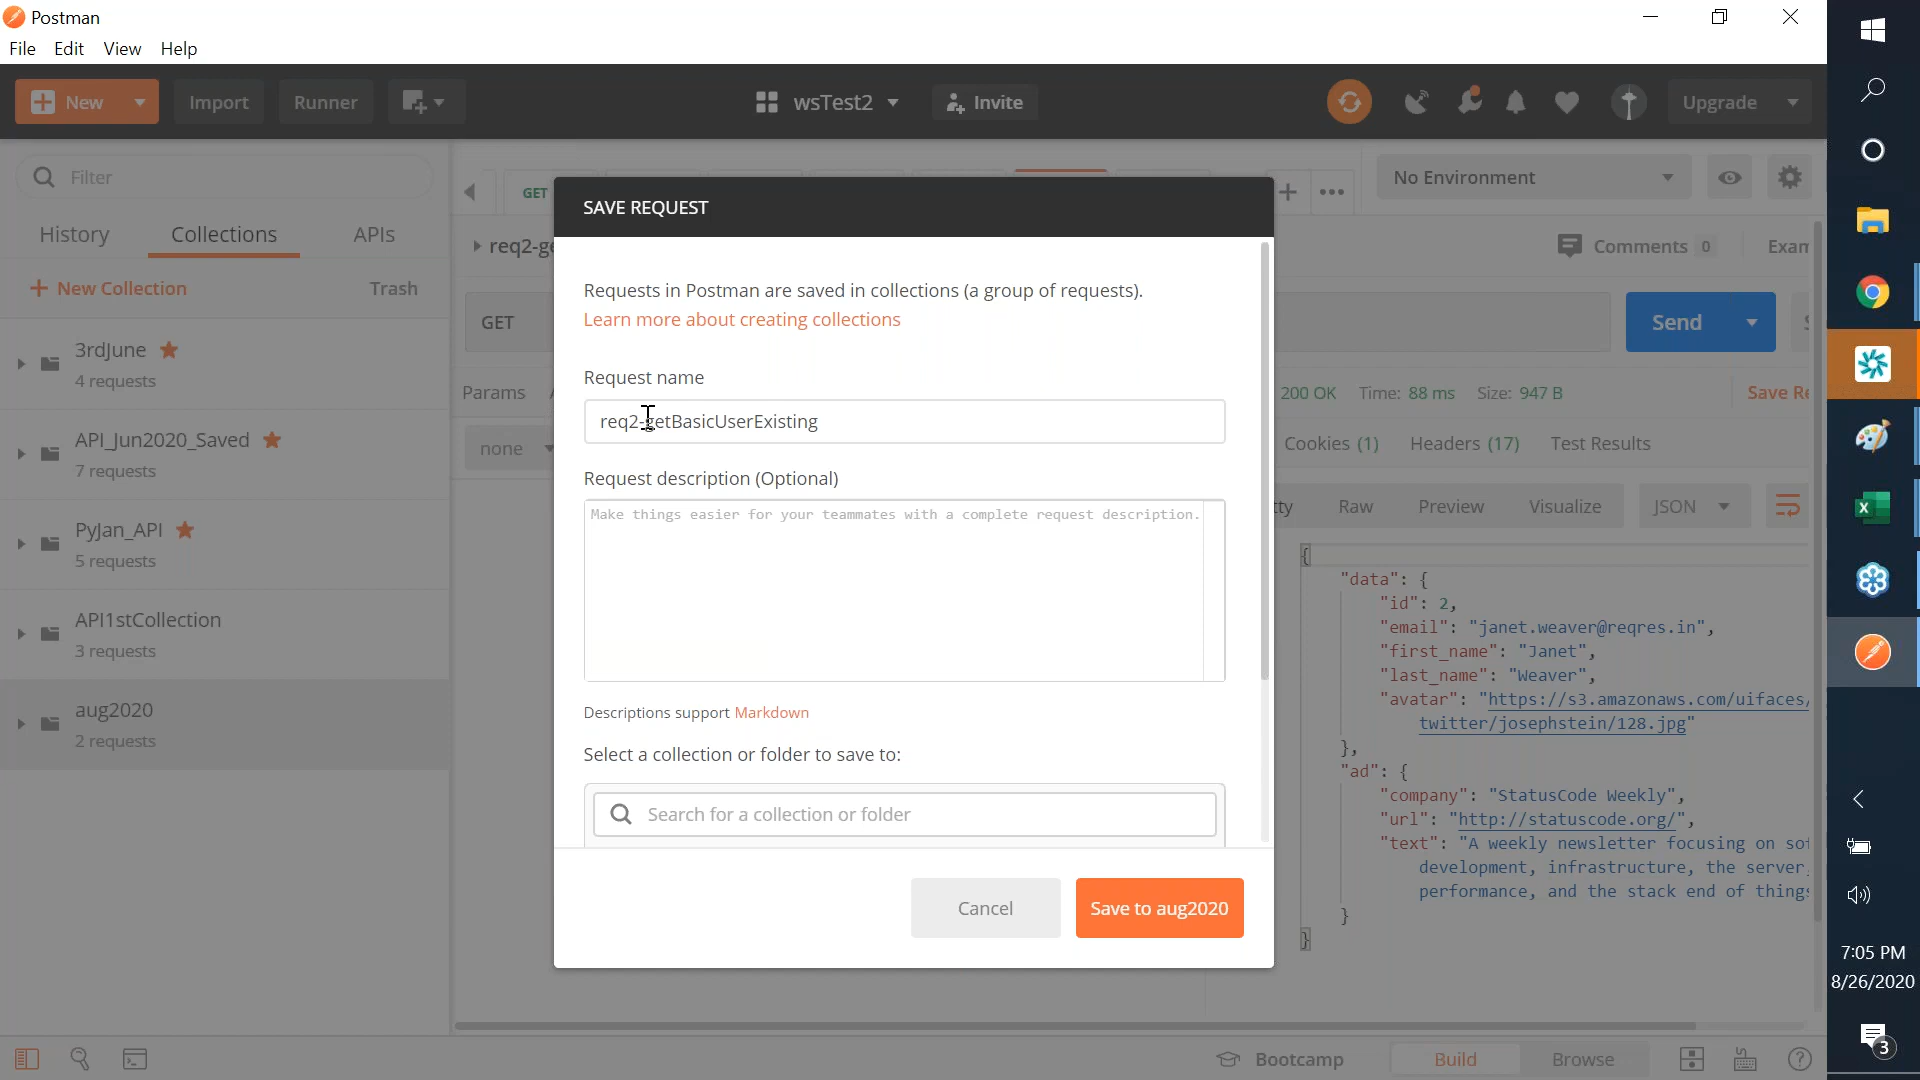 Postman
File Edit View Help
New Import Runner wsTest2 Invite Upgrade
Filter
History Collections APIs
New Collection Trash
3rdJune
4 requests
API_Jun2020_Saved
7 requests
PyJan_API
5 requests
API1stCollection
3 requests
aug2020
2 requests
GET
No Environment
req2-ge
Comments 0 Exam
GET
Send
Params
200 OK Time: 88 ms Size: 947 B Save Re
none
Cookies (1) Headers (17) Test Results
tty Raw Preview Visualize JSON
SAVE REQUEST
Requests in Postman are saved in collections (a group of requests).
Learn more about creating collections
Request name
req2-getBasicUserExisting
Request description (Optional)
Make things easier for your teammates with a complete request description.
Descriptions support Markdown
Select a collection or folder to save to:
Search for a collection or folder
Cancel Save to aug2020
{
"data": {
"id": 2,
"email": "janet.weaver@reqres.in",
"first_name": "Janet",
"last_name": "Weaver",
"avatar": "https://s3.amazonaws.com/uifaces/
twitter/josephstein/128.jpg"
},
"ad": {
"company": "StatusCode Weekly",
"url": "http://statuscode.org/",
"text": "A weekly newsletter focusing on sof
development, infrastructure, the server,
performance, and the stack end of things
}
}
Bootcamp Build Browse
7:05 PM
8/26/2020
3